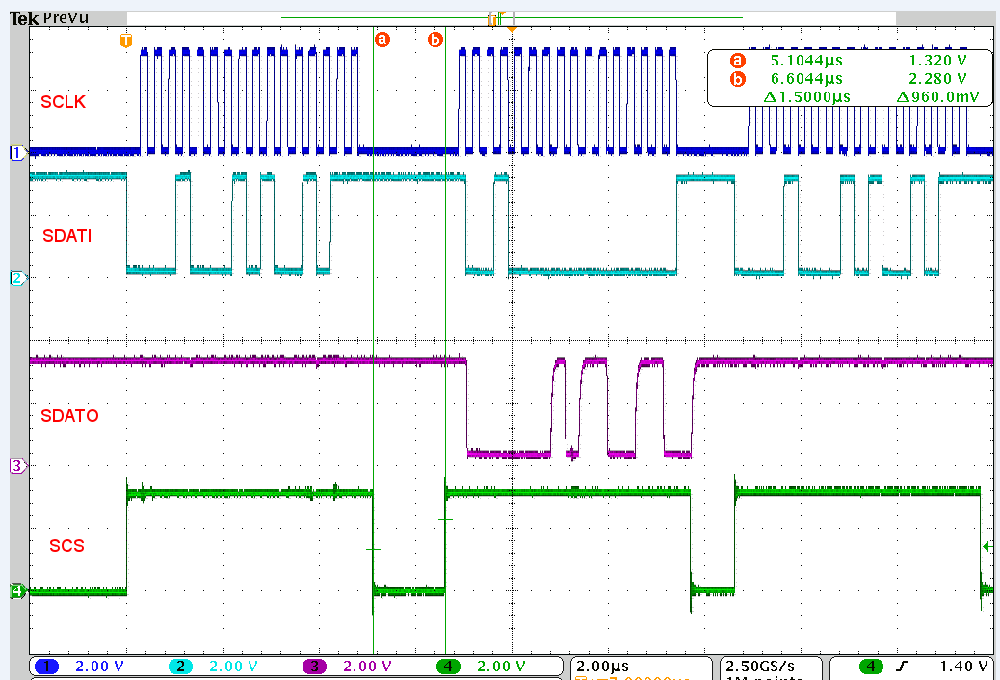 Tek PreVu
T
T
a b
a 5.1044µs 1.320 V
b 6.6044µs 2.280 V
Δ1.5000µs Δ960.0mV
SCLK
1
SDATI
2
SDATO
3
SCS
4
1 2.00 V 2 2.00 V 3 2.00 V 4 2.00 V 2.00µs 2.50GS/s 4 1.40 V
1M points